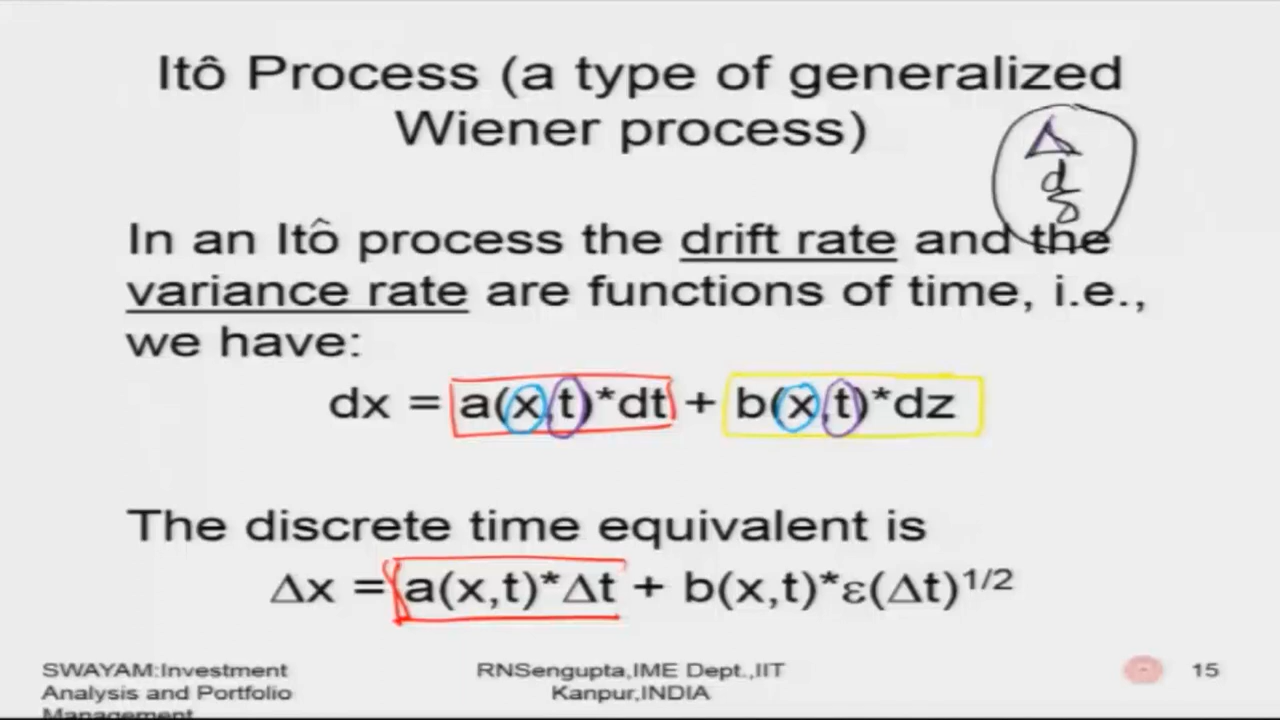 Itô Process (a type of generalized
Wiener process)
Δ
d
In an Itô process the drift rate and the
variance rate are functions of time, i.e.,
we have:
dx = a(x,t)*dt + b(x,t)*dz
The discrete time equivalent is
Δx = a(x,t)*Δt + b(x,t)*ε(Δt)^1/2
SWAYAM:Investment
Analysis and Portfolio
Management
RNSengupta,IME Dept.,IIT
Kanpur,INDIA
15